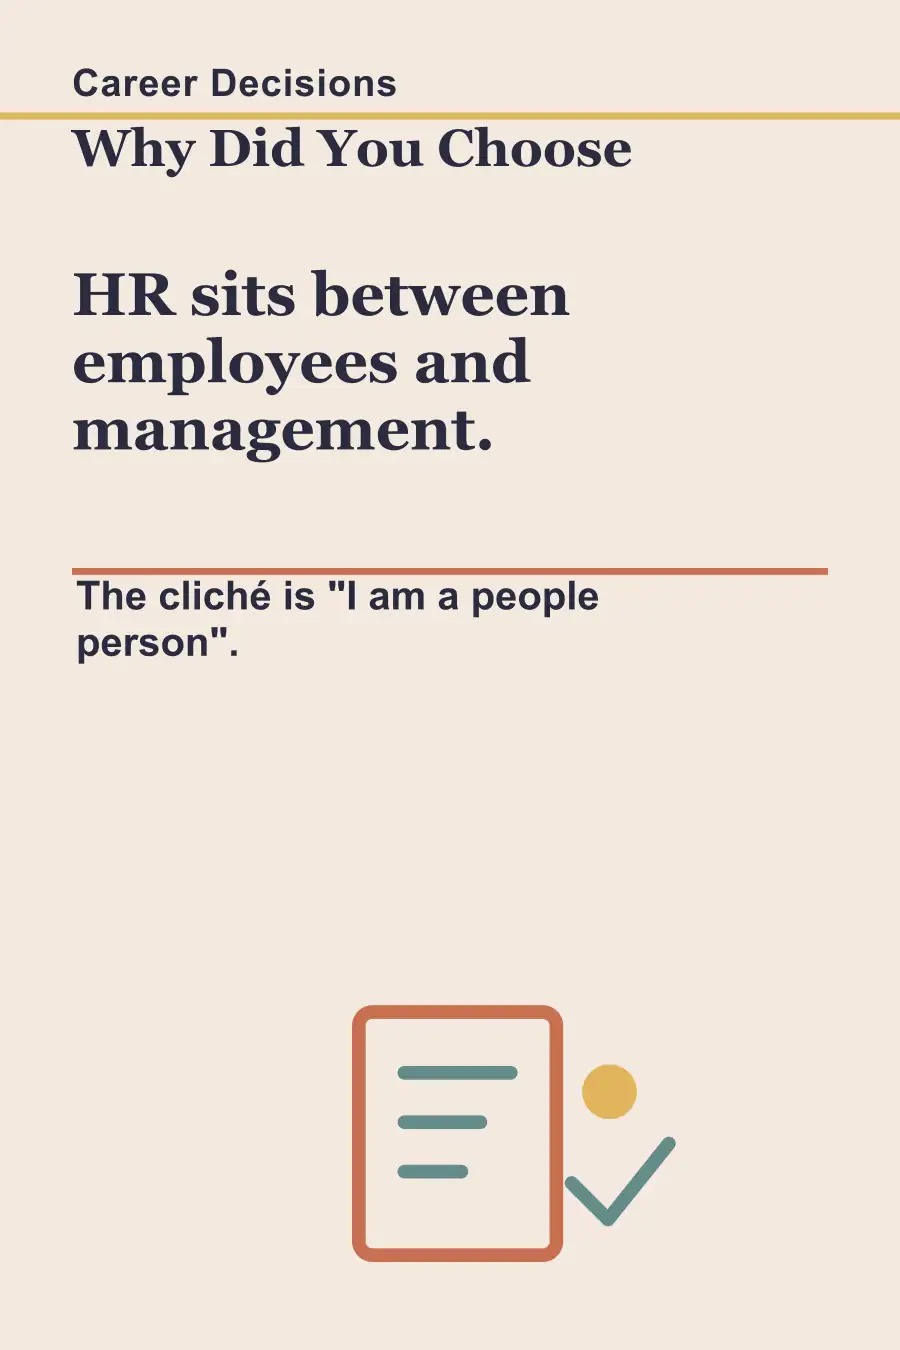 Career Decisions
Why Did You Choose
HR sits between
employees and
management.
The cliché is "I am a people
person".